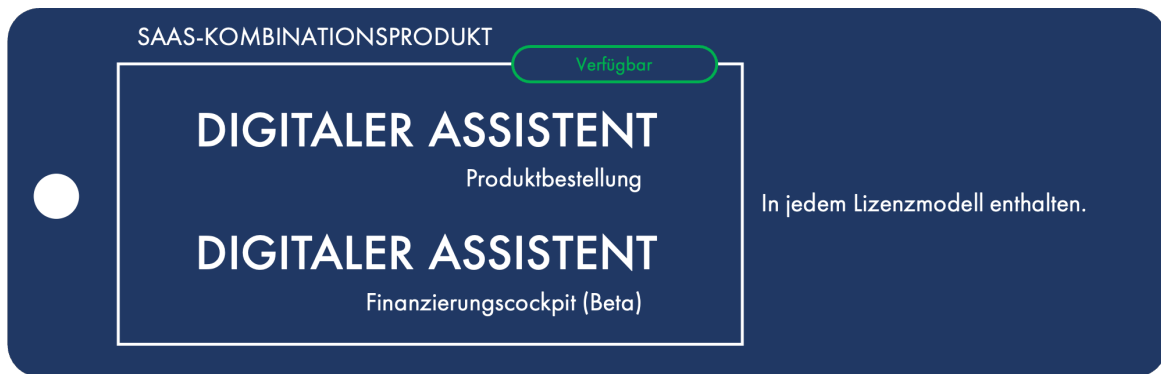 SAAS-KOMBINATIONSPRODUKT
Verfügbar
DIGITALER ASSISTENT
Produktbestellung
DIGITALER ASSISTENT
Finanzierungscockpit (Beta)
In jedem Lizenzmodell enthalten.